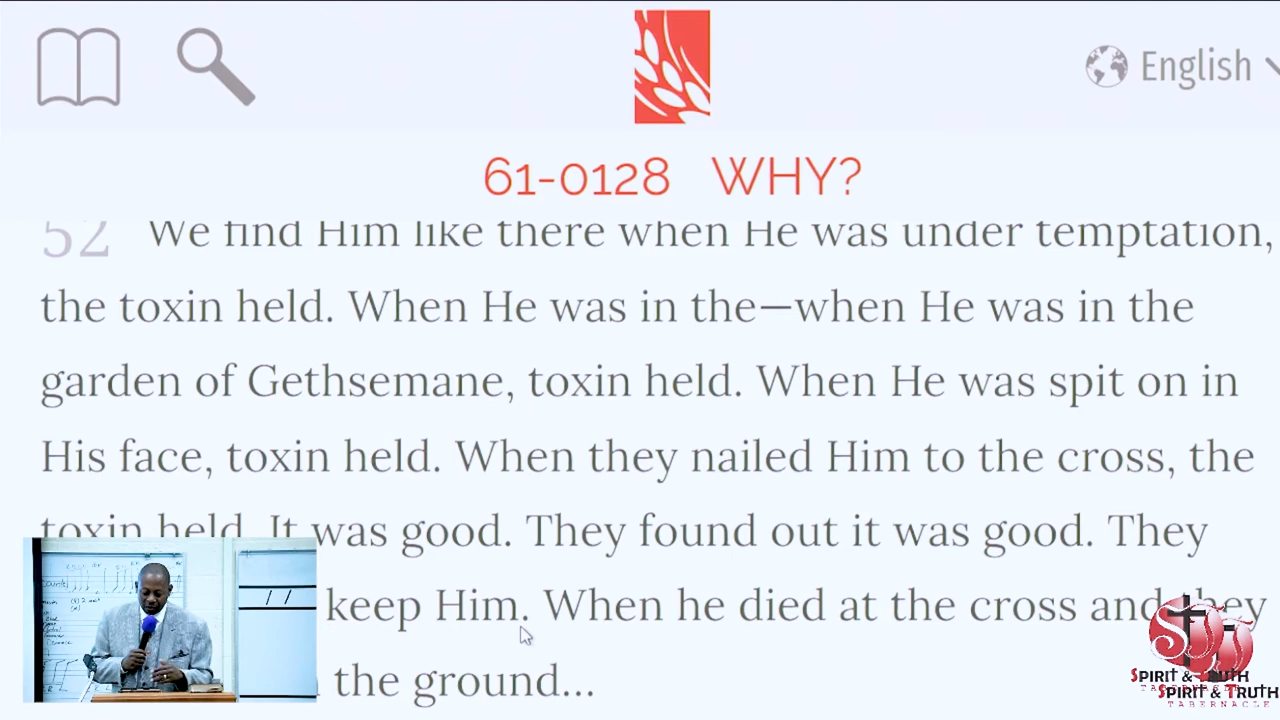 English
61-0128 WHY?
52 We find Him like there when He was under temptation,
the toxin held. When He was in the—when He was in the
garden of Gethsemane, toxin held. When He was spit on in
His face, toxin held. When they nailed Him to the cross, the
toxin held. It was good. They found out it was good. They
keep Him. When he died at the cross and they
the ground...
SPIRIT & TRUTH
TABERNACLE
SPIRIT & TRUTH
TABERNACLE